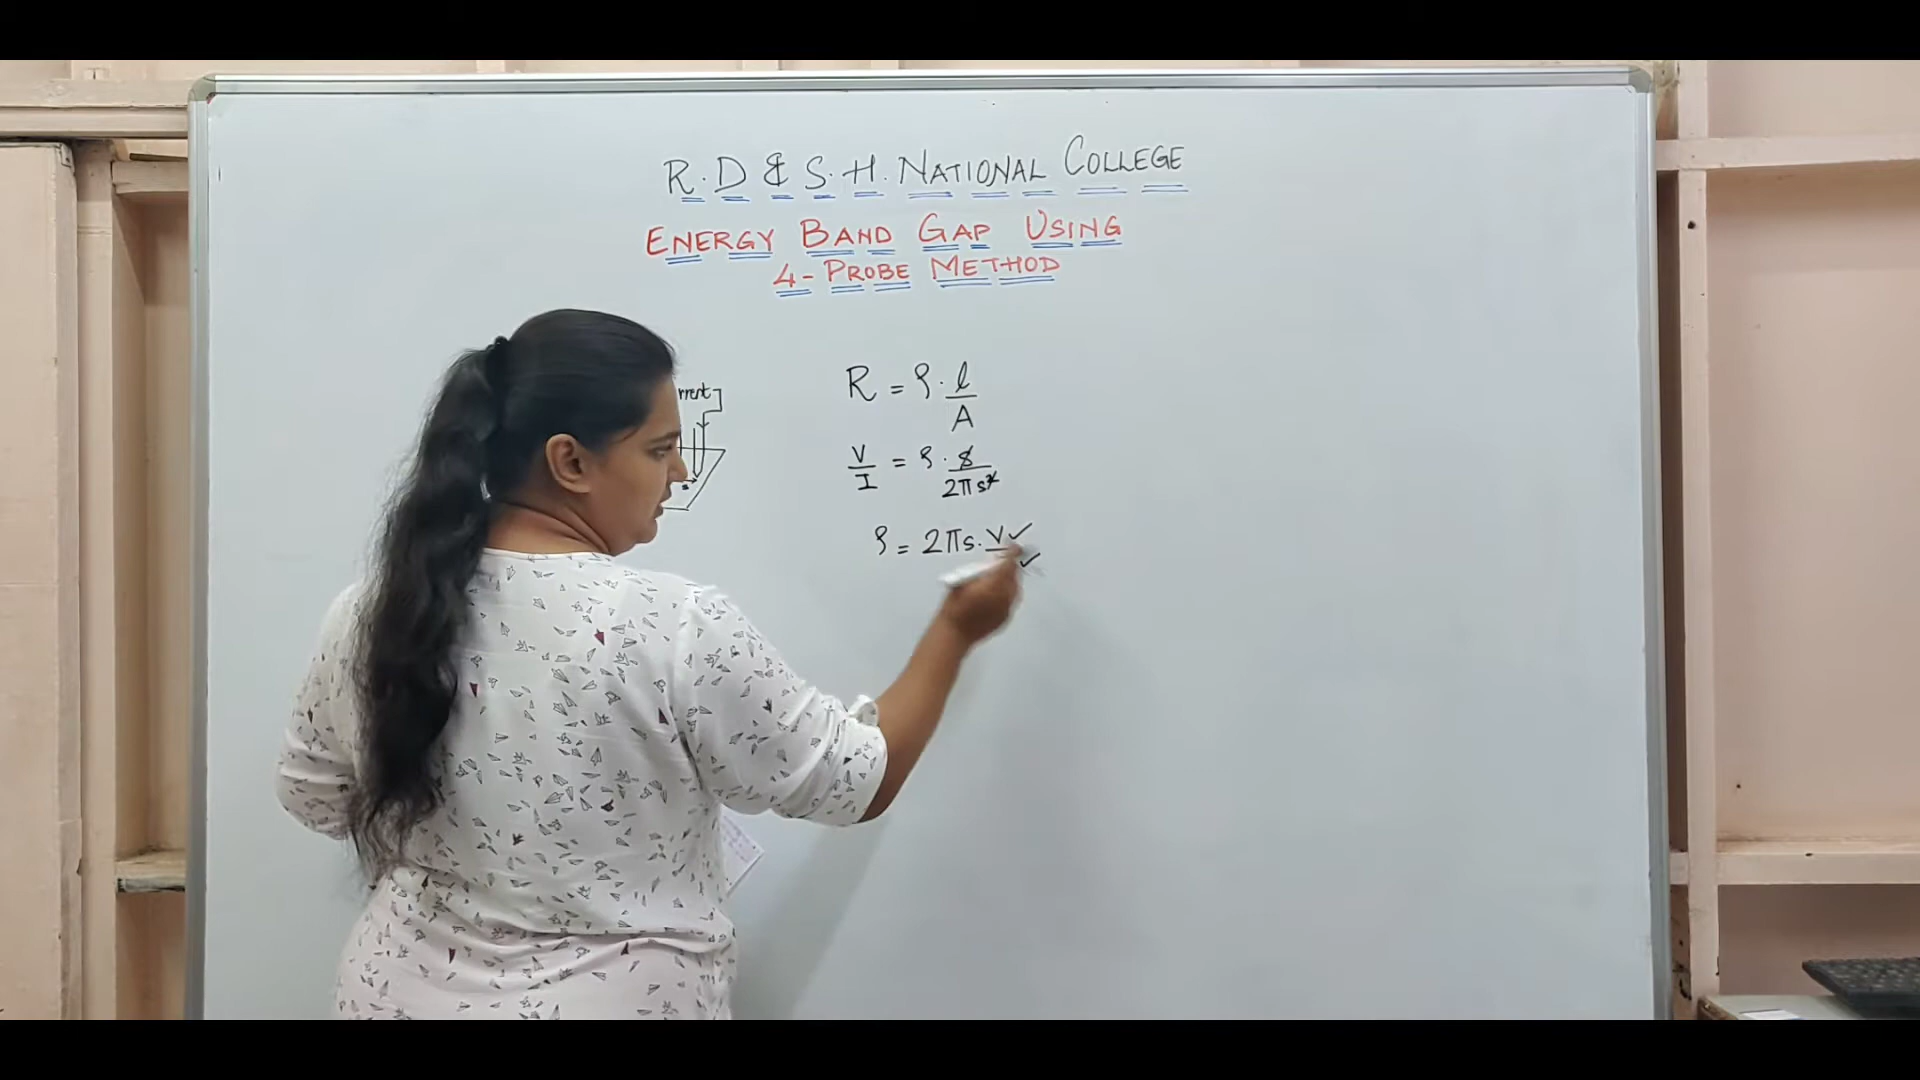 R. D & S. H. NATIONAL COLLEGE
ENERGY BAND GAP USING
4-PROBE METHOD
R = ρ · l/A
V/I = ρ · s/2πs²
ρ = 2πs · V